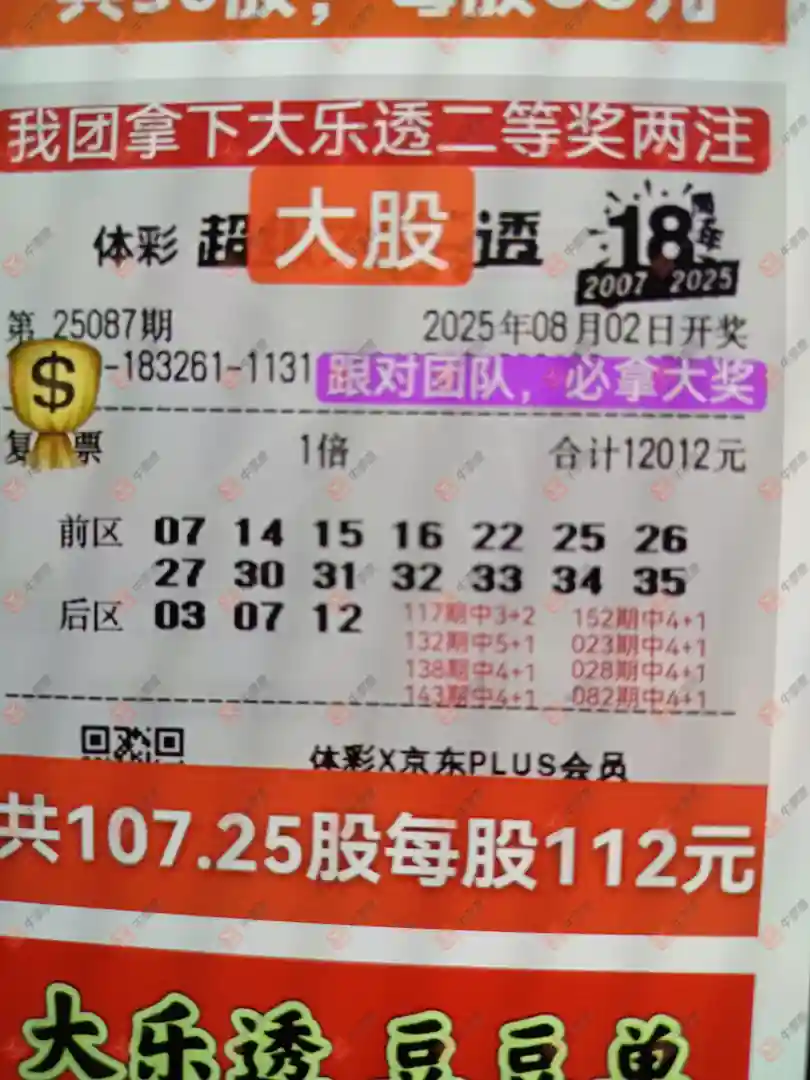 我团拿下大乐透二等奖两注
体彩 超 大股 透
18周年
2007 2025
第 25087期 2025年08月02日开奖
-183261-1131 跟对团队，必拿大奖
复 票 1倍 合计12012元
前区 07 14 15 16 22 25 26
27 30 31 32 33 34 35
后区 03 07 12
117期中3+2 152期中4+1
132期中5+1 023期中4+1
138期中4+1 028期中4+1
143期中4+1 082期中4+1
体彩X京东PLUS会员
共107.25股每股112元
大乐透 豆豆单